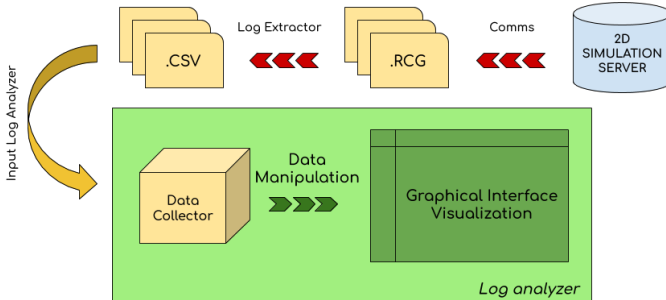 Log Extractor
Comms
.CSV
.RCG
2D
SIMULATION
SERVER
Input Log Analyzer
Data
Collector
Data
Manipulation
Graphical Interface
Visualization
Log analyzer